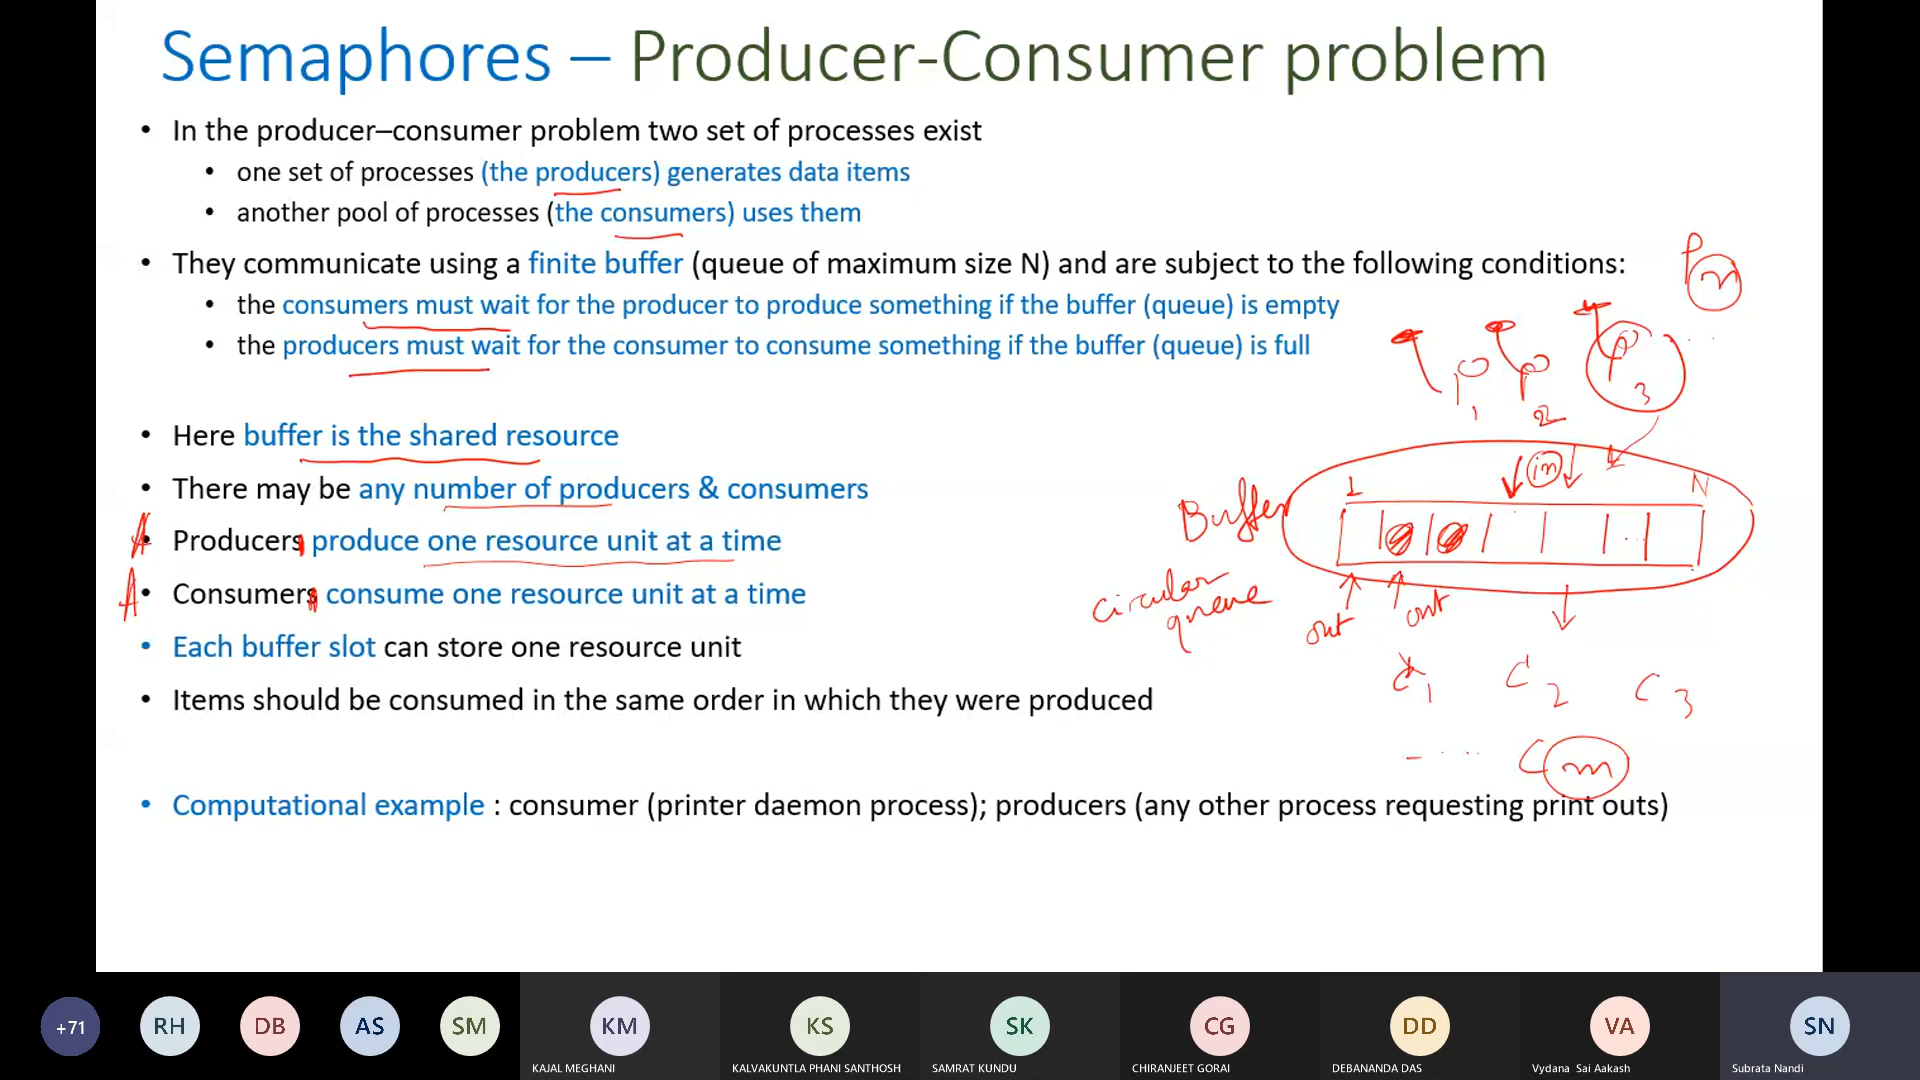 Semaphores – Producer-Consumer problem
• In the producer–consumer problem two set of processes exist
• one set of processes (the producers) generates data items
• another pool of processes (the consumers) uses them
• They communicate using a finite buffer (queue of maximum size N) and are subject to the following conditions:
• the consumers must wait for the producer to produce something if the buffer (queue) is empty
• the producers must wait for the consumer to consume something if the buffer (queue) is full
• Here buffer is the shared resource
• There may be any number of producers & consumers
A Producers produce one resource unit at a time
A • Consumers consume one resource unit at a time
• Each buffer slot can store one resource unit
• Items should be consumed in the same order in which they were produced
• Computational example : consumer (printer daemon process); producers (any other process requesting print outs)
Pn
P1 P2 P3
in
1 N
Buffer
circular
queue
out out
C1 C2 C3
Cm
+71 RH DB AS SM KM KS SK CG DD VA SN
KAJAL MEGHANI KALVAKUNTLA PHANI SANTHOSH SAMRAT KUNDU CHIRANJEET GORAI DEBANANDA DAS Vydana Sai Aakash Subrata Nandi